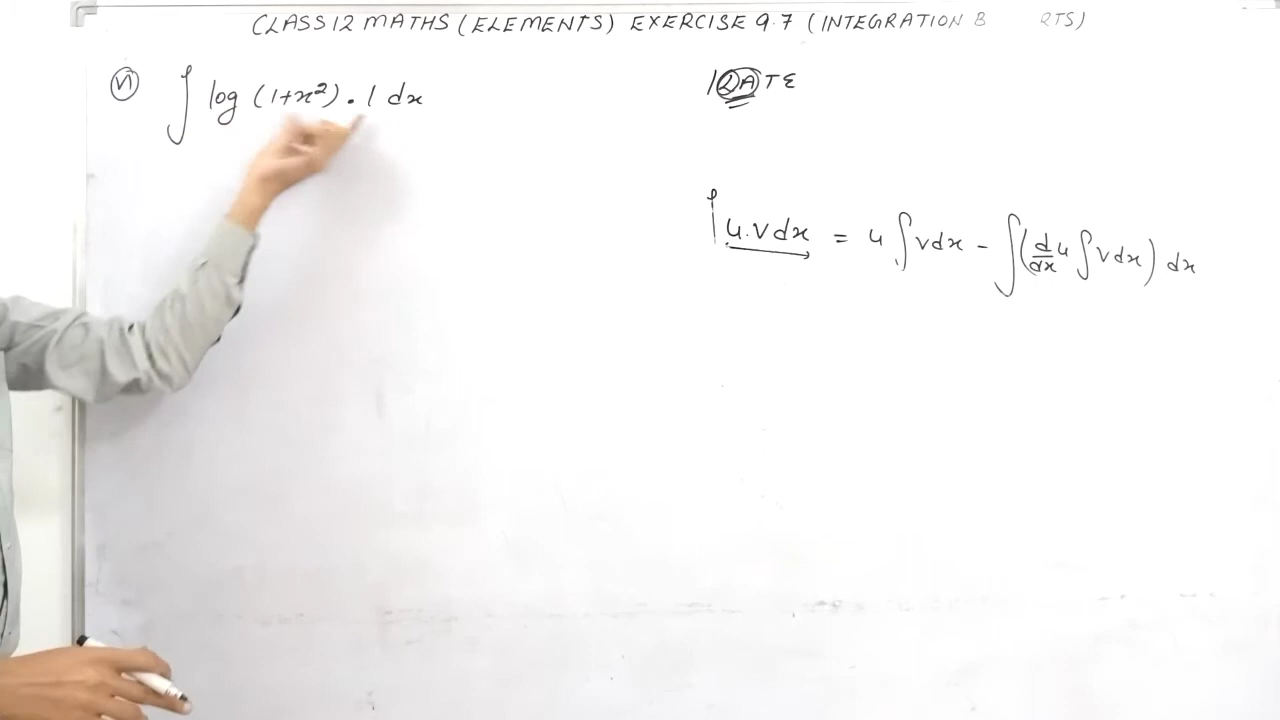 CLASS 12 MATHS (ELEMENTS) EXERCISE 9.7 (INTEGRATION B RTS)
(vi) ∫ log (1+x²) . 1 dx
ILATE
∫ u.v dx = u ∫ v dx - ∫ (d/dx u ∫ v dx) dx